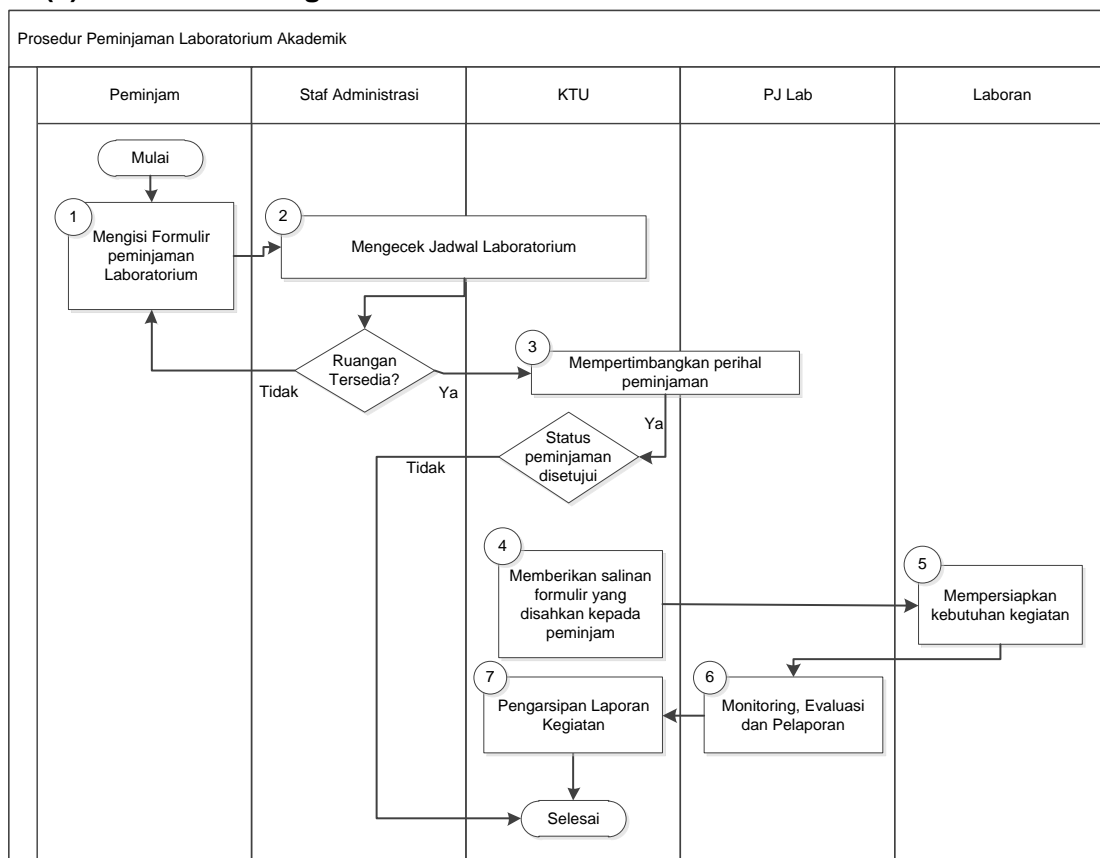 Prosedur Peminjaman Laboratorium Akademik
Peminjam
Staf Administrasi
KTU
PJ Lab
Laboran
Mulai
1
Mengisi Formulir
peminjaman
Laboratorium
2
Mengecek Jadwal Laboratorium
Ruangan
Tersedia?
Tidak
Ya
3
Mempertimbangkan perihal
peminjaman
Ya
Status
peminjaman
disetujui
Tidak
4
Memberikan salinan
formulir yang
disahkan kepada
peminjam
5
Mempersiapkan
kebutuhan kegiatan
6
Monitoring, Evaluasi
dan Pelaporan
7
Pengarsipan Laporan
Kegiatan
Selesai